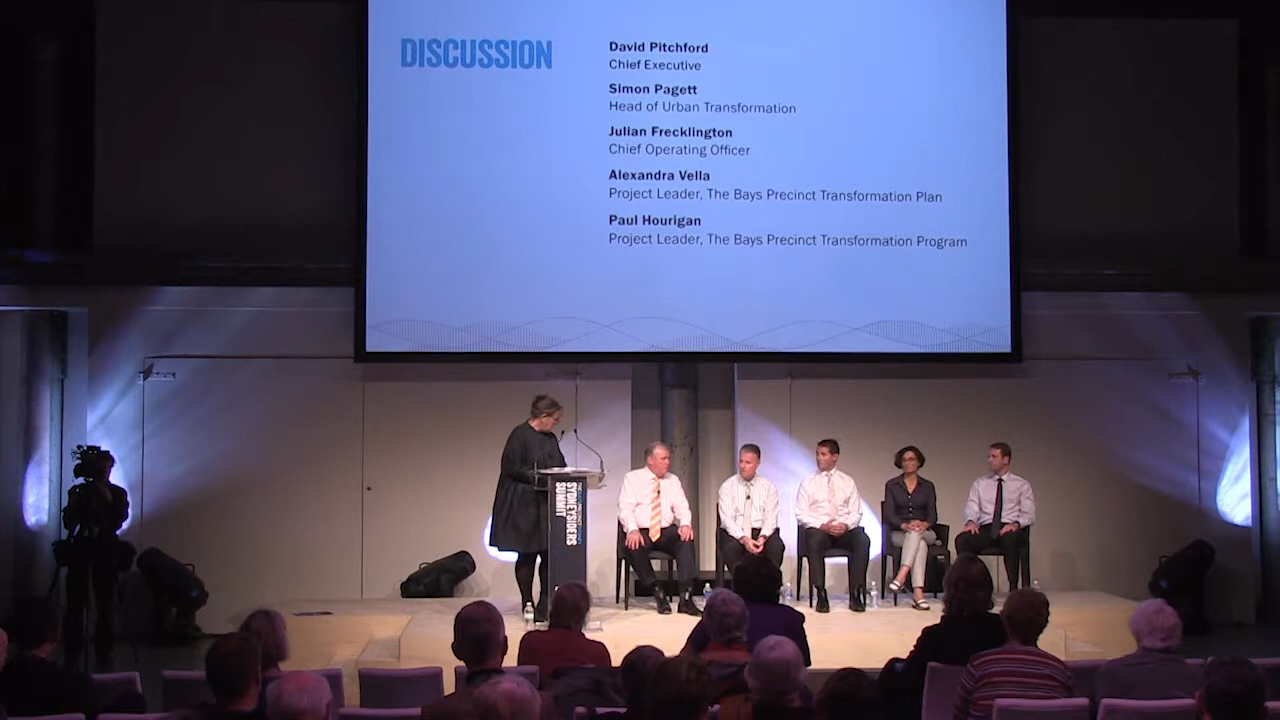 DISCUSSION
David Pitchford
Chief Executive
Simon Pagett
Head of Urban Transformation
Julian Frecklington
Chief Operating Officer
Alexandra Vella
Project Leader, The Bays Precinct Transformation Plan
Paul Hourigan
Project Leader, The Bays Precinct Transformation Program
SYDNEYSIDERS
SUMMIT